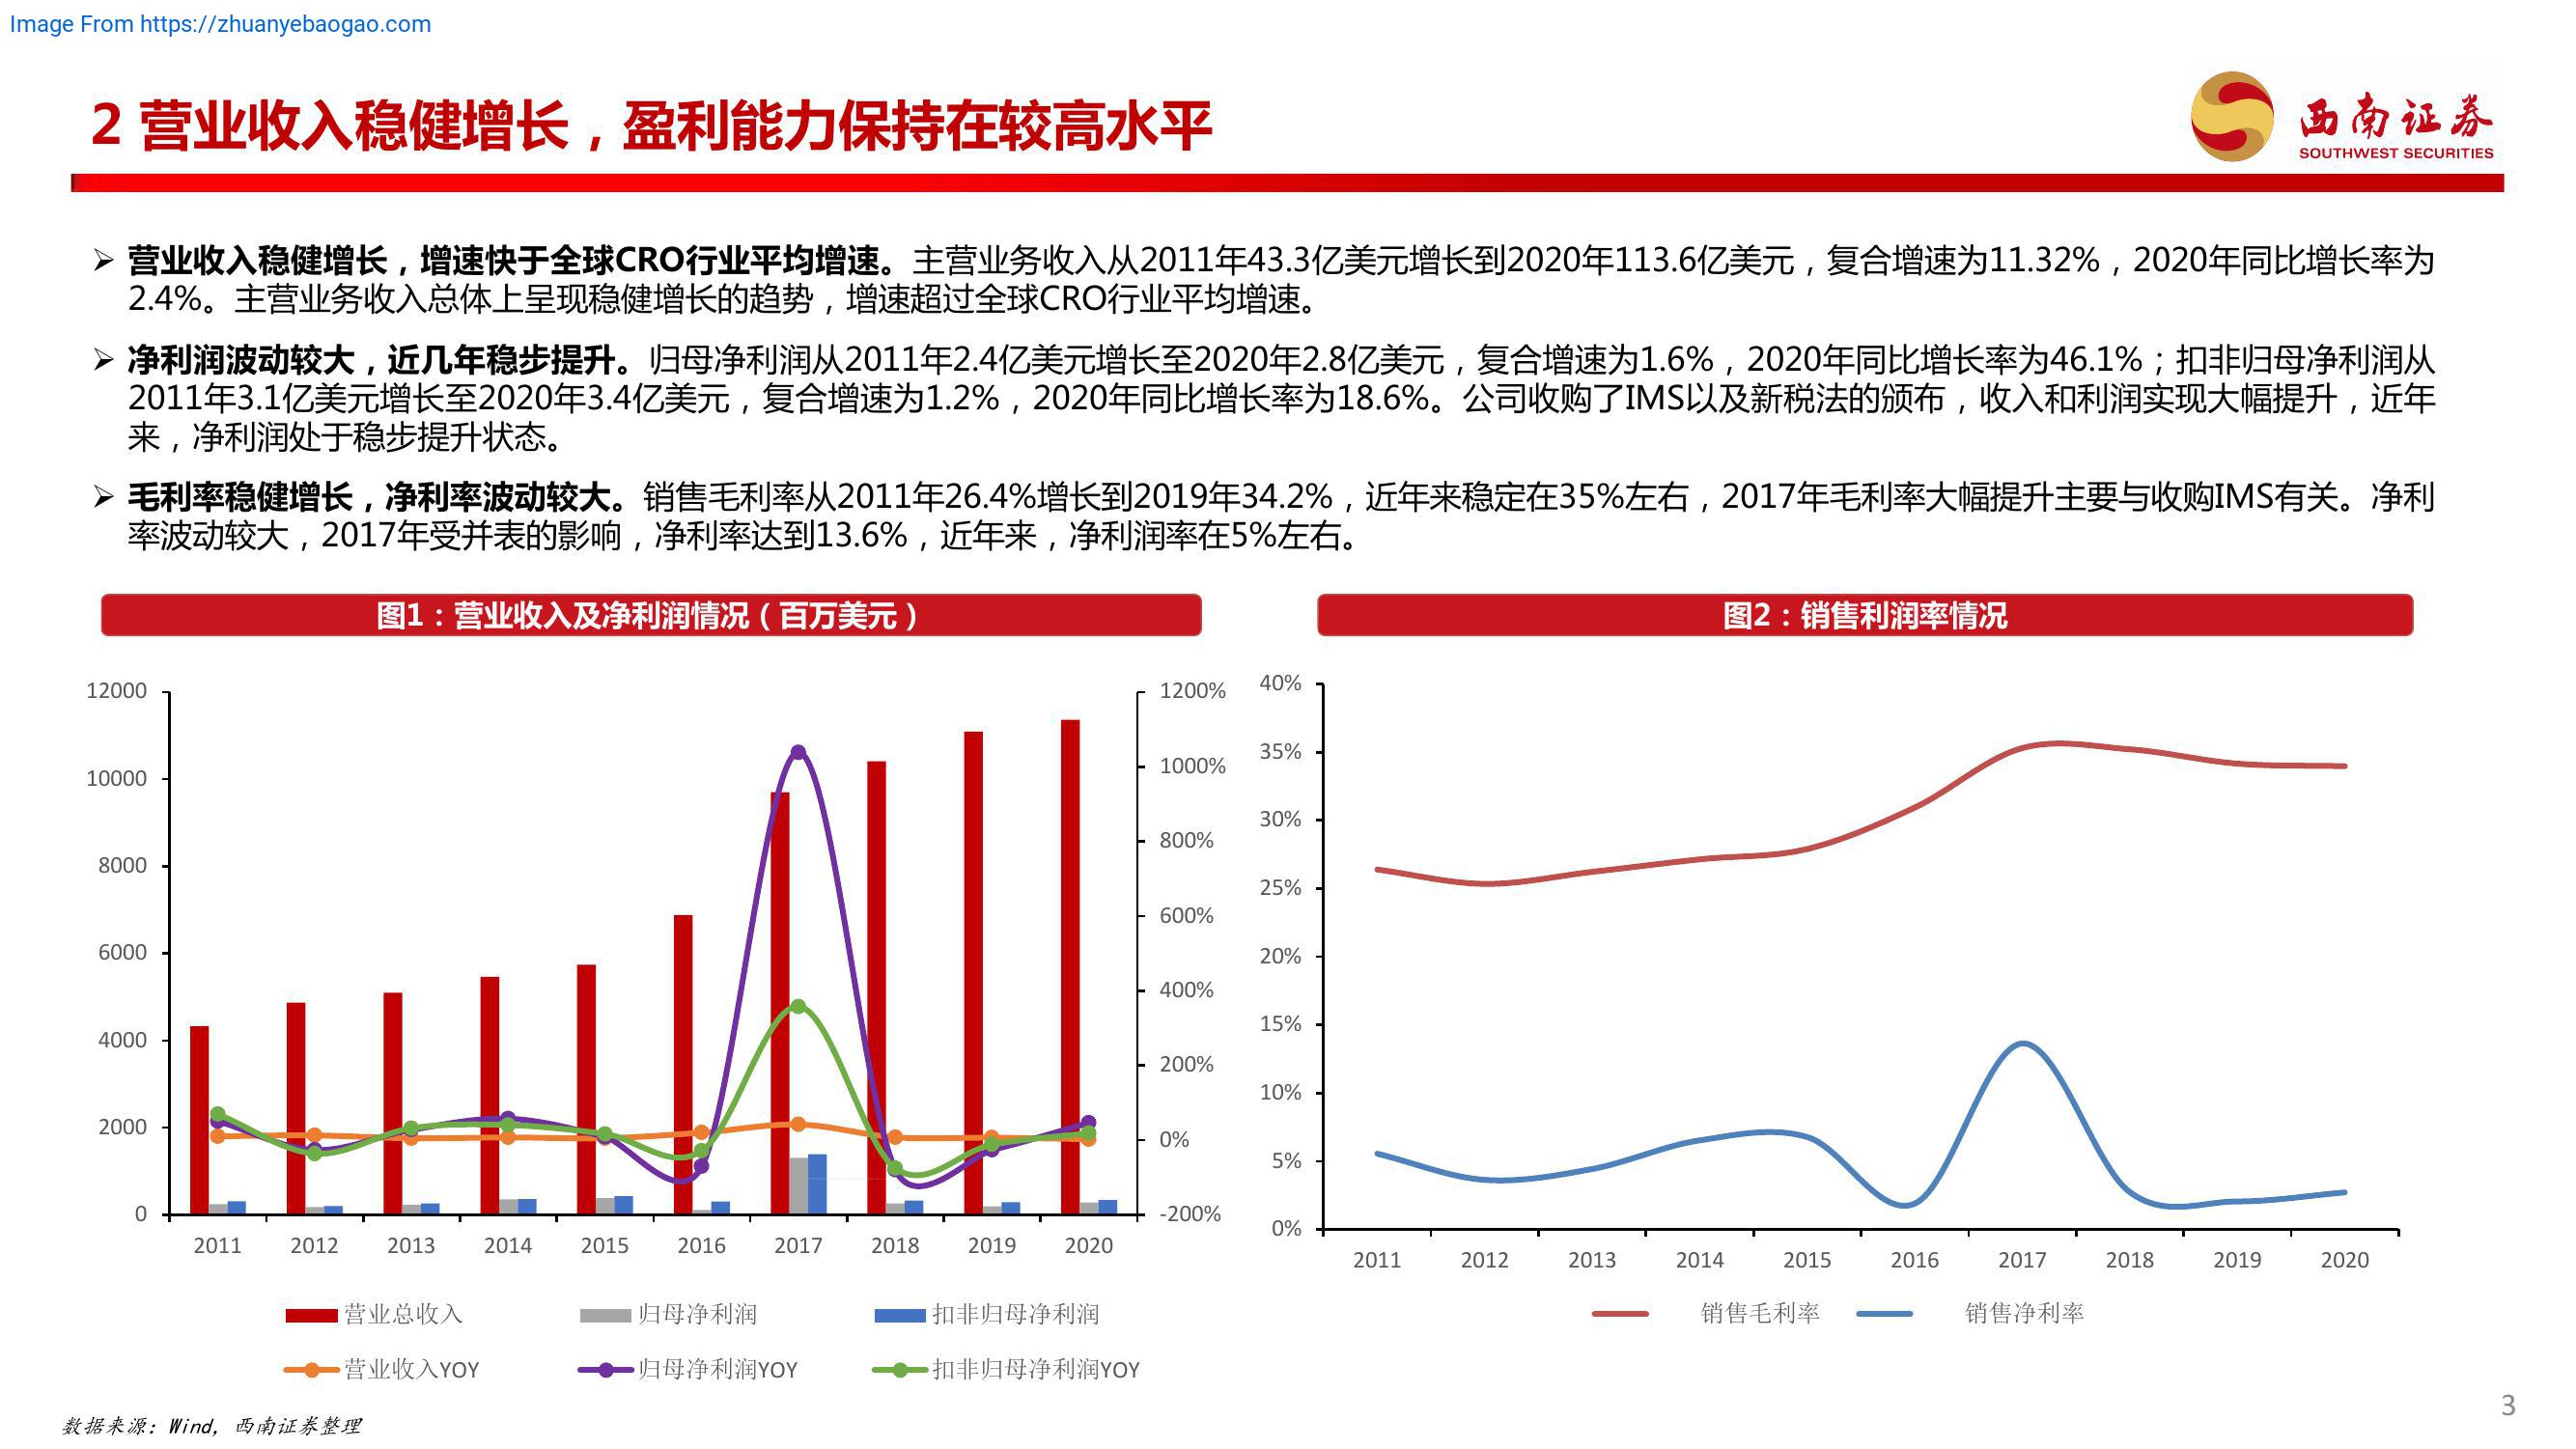 Image From https://zhuanyebaogao.com
2 营业收入稳健增长，盈利能力保持在较高水平
西南证券
SOUTHWEST SECURITIES
➢ 营业收入稳健增长，增速快于全球CRO行业平均增速。主营业务收入从2011年43.3亿美元增长到2020年113.6亿美元，复合增速为11.32%，2020年同比增长率为
2.4%。主营业务收入总体上呈现稳健增长的趋势，增速超过全球CRO行业平均增速。
➢ 净利润波动较大，近几年稳步提升。归母净利润从2011年2.4亿美元增长至2020年2.8亿美元，复合增速为1.6%，2020年同比增长率为46.1%；扣非归母净利润从
2011年3.1亿美元增长至2020年3.4亿美元，复合增速为1.2%，2020年同比增长率为18.6%。公司收购了IMS以及新税法的颁布，收入和利润实现大幅提升，近年
来，净利润处于稳步提升状态。
➢ 毛利率稳健增长，净利率波动较大。销售毛利率从2011年26.4%增长到2019年34.2%，近年来稳定在35%左右，2017年毛利率大幅提升主要与收购IMS有关。净利
率波动较大，2017年受并表的影响，净利率达到13.6%，近年来，净利润率在5%左右。
图1：营业收入及净利润情况（百万美元）
12000
10000
8000
6000
4000
2000
0
1200%
1000%
800%
600%
400%
200%
0%
-200%
2011 2012 2013 2014 2015 2016 2017 2018 2019 2020
营业总收入 归母净利润 扣非归母净利润
营业收入YOY 归母净利润YOY 扣非归母净利润YOY
图2：销售利润率情况
40%
35%
30%
25%
20%
15%
10%
5%
0%
2011 2012 2013 2014 2015 2016 2017 2018 2019 2020
销售毛利率 销售净利率
数据来源：Wind，西南证券整理
3